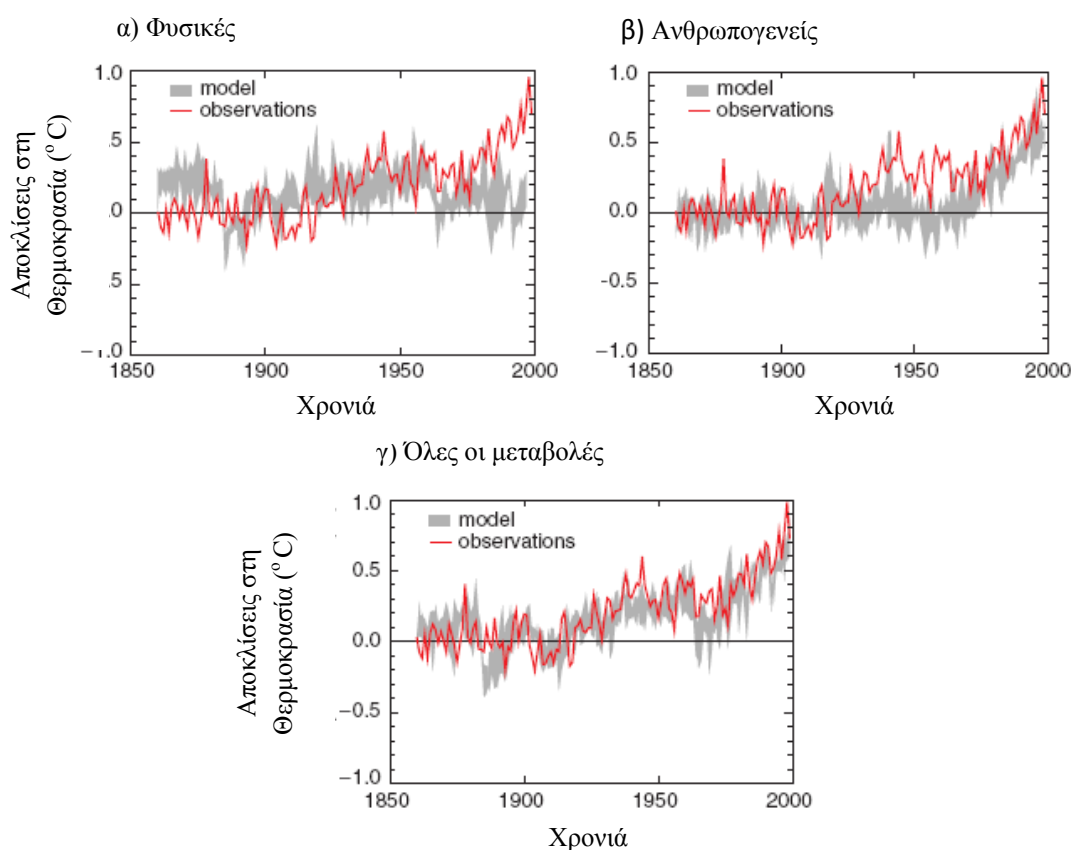 α) Φυσικές
β) Ανθρωπογενείς
Αποκλίσεις στη
Θερμοκρασία (° C)
1.0
.5
.0
.5
−1.0
model
observations
1850
1900
1950
2000
Χρονιά
1.0
0.5
0.0
-0.5
−1.0
model
observations
1850
1900
1950
2000
Χρονιά
γ) Όλες οι μεταβολές
Αποκλίσεις στη
Θερμοκρασία (° C)
1.0
0.5
0.0
−0.5
−1.0
model
observations
1850
1900
1950
2000
Χρονιά